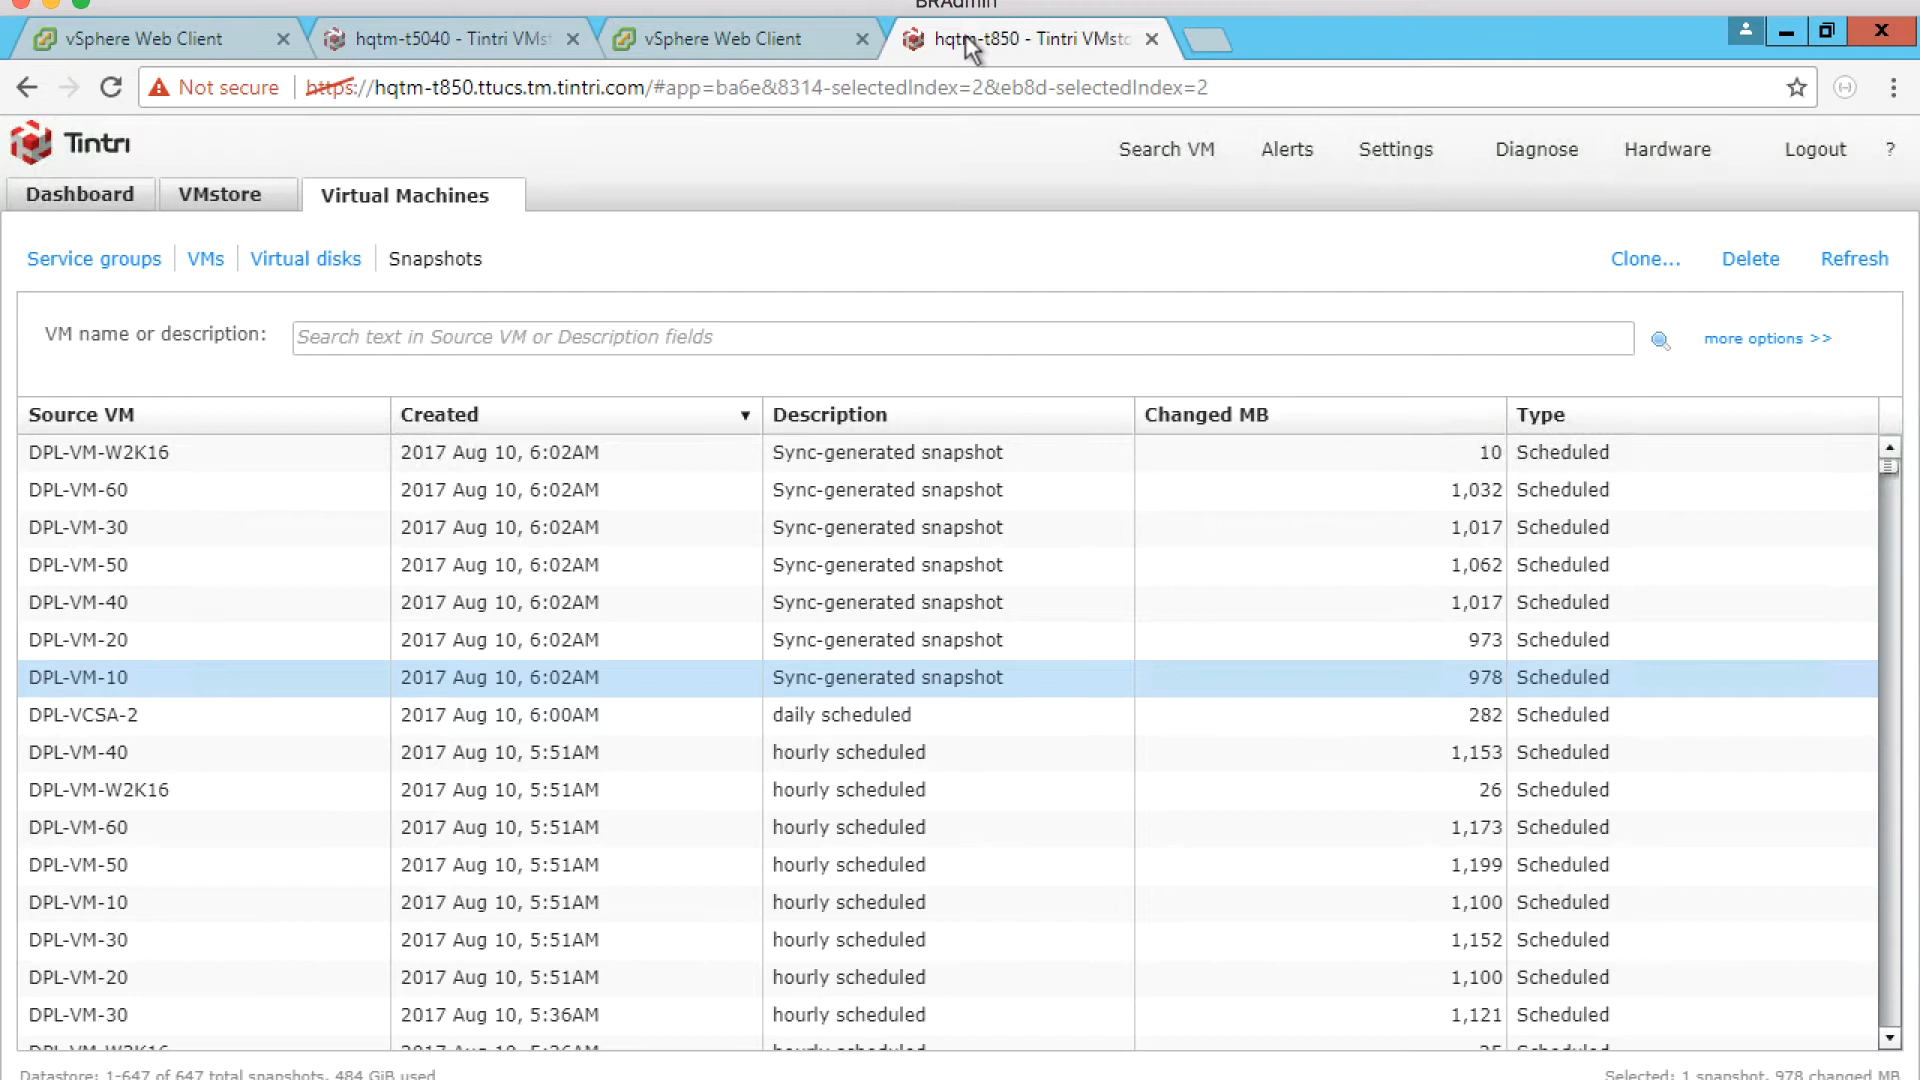 BRAdmin
vSphere Web Client
hqtm-t5040 - Tintri VMst
vSphere Web Client
hqtm-t850 - Tintri VMstc
Not secure
https://hqtm-t850.ttucs.tm.tintri.com/#app=ba6e&8314-selectedIndex=2&eb8d-selectedIndex=2
Tintri
Search VM Alerts Settings Diagnose Hardware Logout ?
Dashboard VMstore Virtual Machines
Service groups VMs Virtual disks Snapshots Clone... Delete Refresh
VM name or description: Search text in Source VM or Description fields more options >>
Source VM Created ▼ Description Changed MB Type
DPL-VM-W2K16 2017 Aug 10, 6:02AM Sync-generated snapshot 10 Scheduled
DPL-VM-60 2017 Aug 10, 6:02AM Sync-generated snapshot 1,032 Scheduled
DPL-VM-30 2017 Aug 10, 6:02AM Sync-generated snapshot 1,017 Scheduled
DPL-VM-50 2017 Aug 10, 6:02AM Sync-generated snapshot 1,062 Scheduled
DPL-VM-40 2017 Aug 10, 6:02AM Sync-generated snapshot 1,017 Scheduled
DPL-VM-20 2017 Aug 10, 6:02AM Sync-generated snapshot 973 Scheduled
DPL-VM-10 2017 Aug 10, 6:02AM Sync-generated snapshot 978 Scheduled
DPL-VCSA-2 2017 Aug 10, 6:00AM daily scheduled 282 Scheduled
DPL-VM-40 2017 Aug 10, 5:51AM hourly scheduled 1,153 Scheduled
DPL-VM-W2K16 2017 Aug 10, 5:51AM hourly scheduled 26 Scheduled
DPL-VM-60 2017 Aug 10, 5:51AM hourly scheduled 1,173 Scheduled
DPL-VM-50 2017 Aug 10, 5:51AM hourly scheduled 1,199 Scheduled
DPL-VM-10 2017 Aug 10, 5:51AM hourly scheduled 1,100 Scheduled
DPL-VM-30 2017 Aug 10, 5:51AM hourly scheduled 1,152 Scheduled
DPL-VM-20 2017 Aug 10, 5:51AM hourly scheduled 1,100 Scheduled
DPL-VM-30 2017 Aug 10, 5:36AM hourly scheduled 1,121 Scheduled
DPL-VM-W2K16 2017 Aug 10, 5:36AM hourly scheduled Scheduled
Datastore: 1-647 of 647 total snapshots, 484 GiB used Selected: 1 snapshot, 978 changed MB